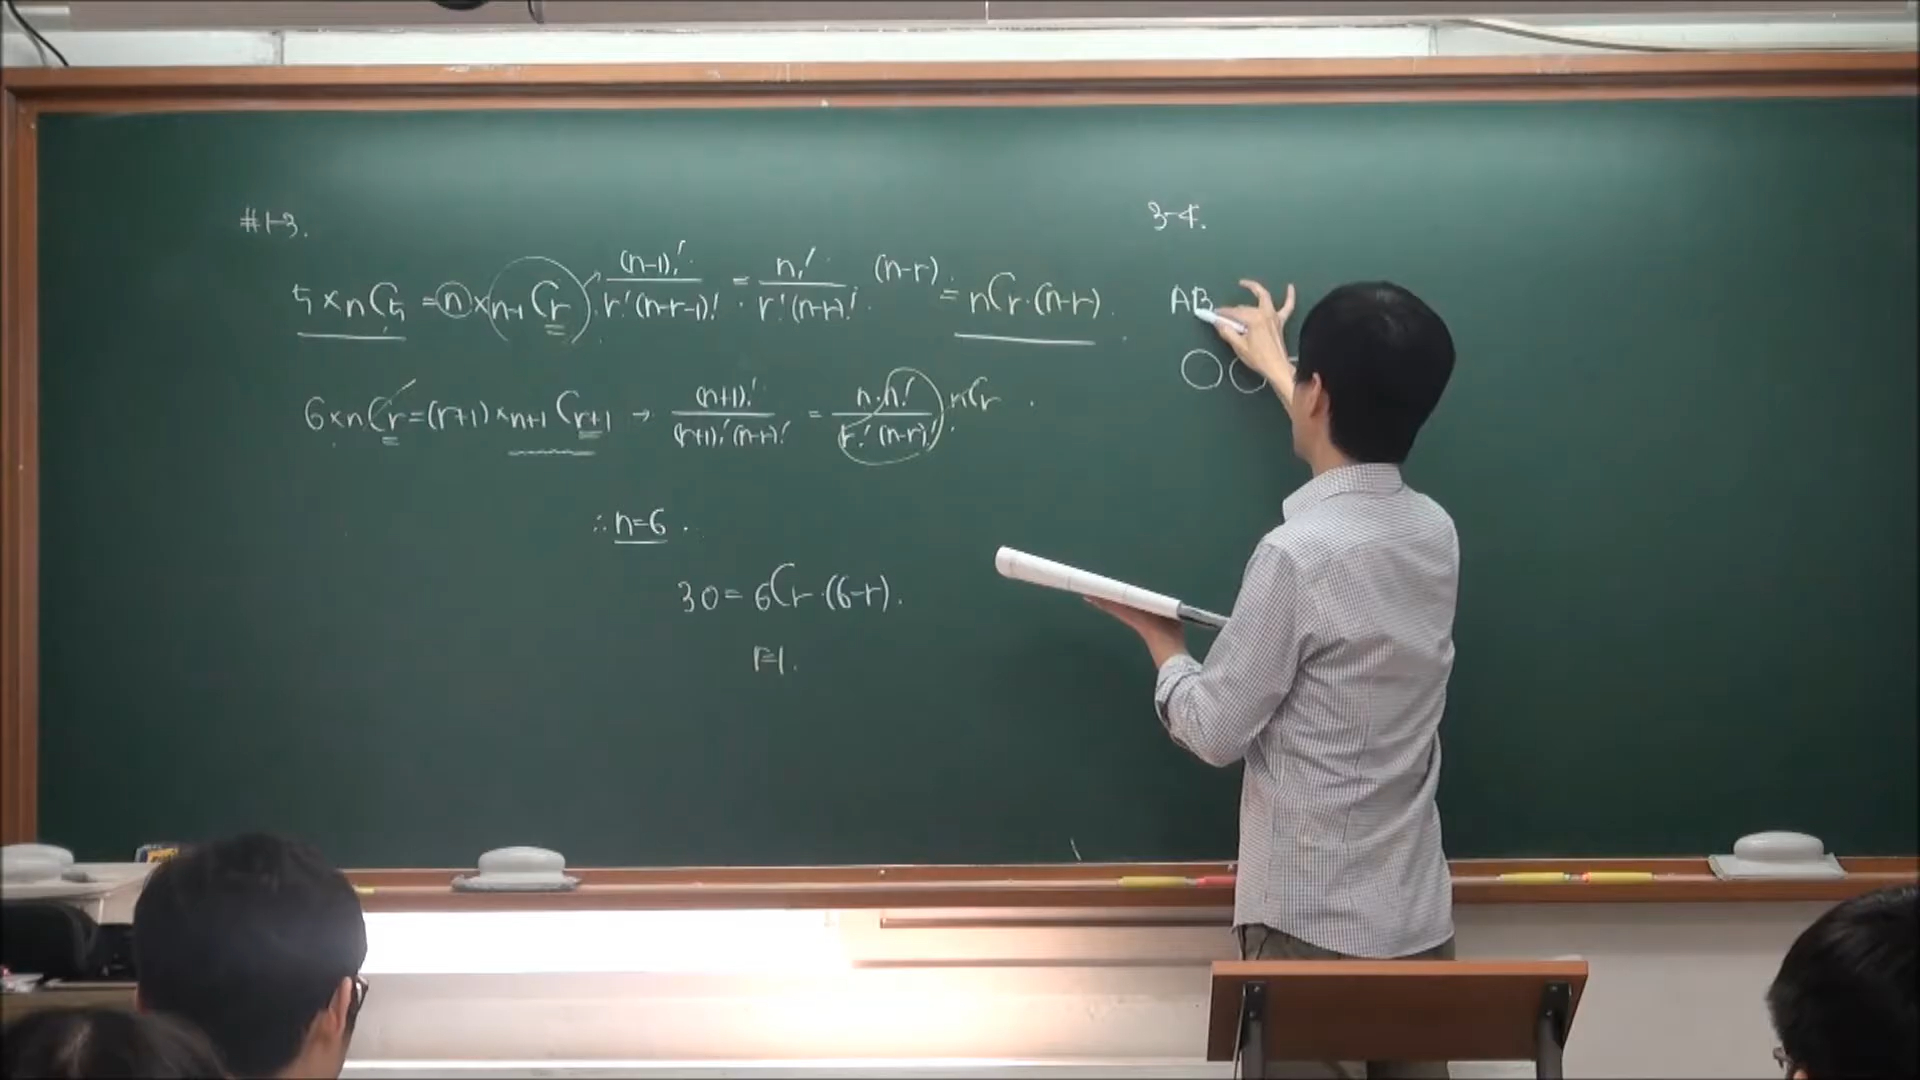 #1-3.
5×nC5 = n × n-1Cr. (n-1)! / r!(n-r-1)! = n! / r!(n-r)! · (n-r) = nCr·(n-r).
6×nCr=(r+1)×n+1Cr+1 → (n+1)! / (r+1)!(n-r)! = n·n! / r!(n-r)! nCr .
∴ n=6 .
30 = 6Cr·(6-r).
r=1.
3-4.
AB